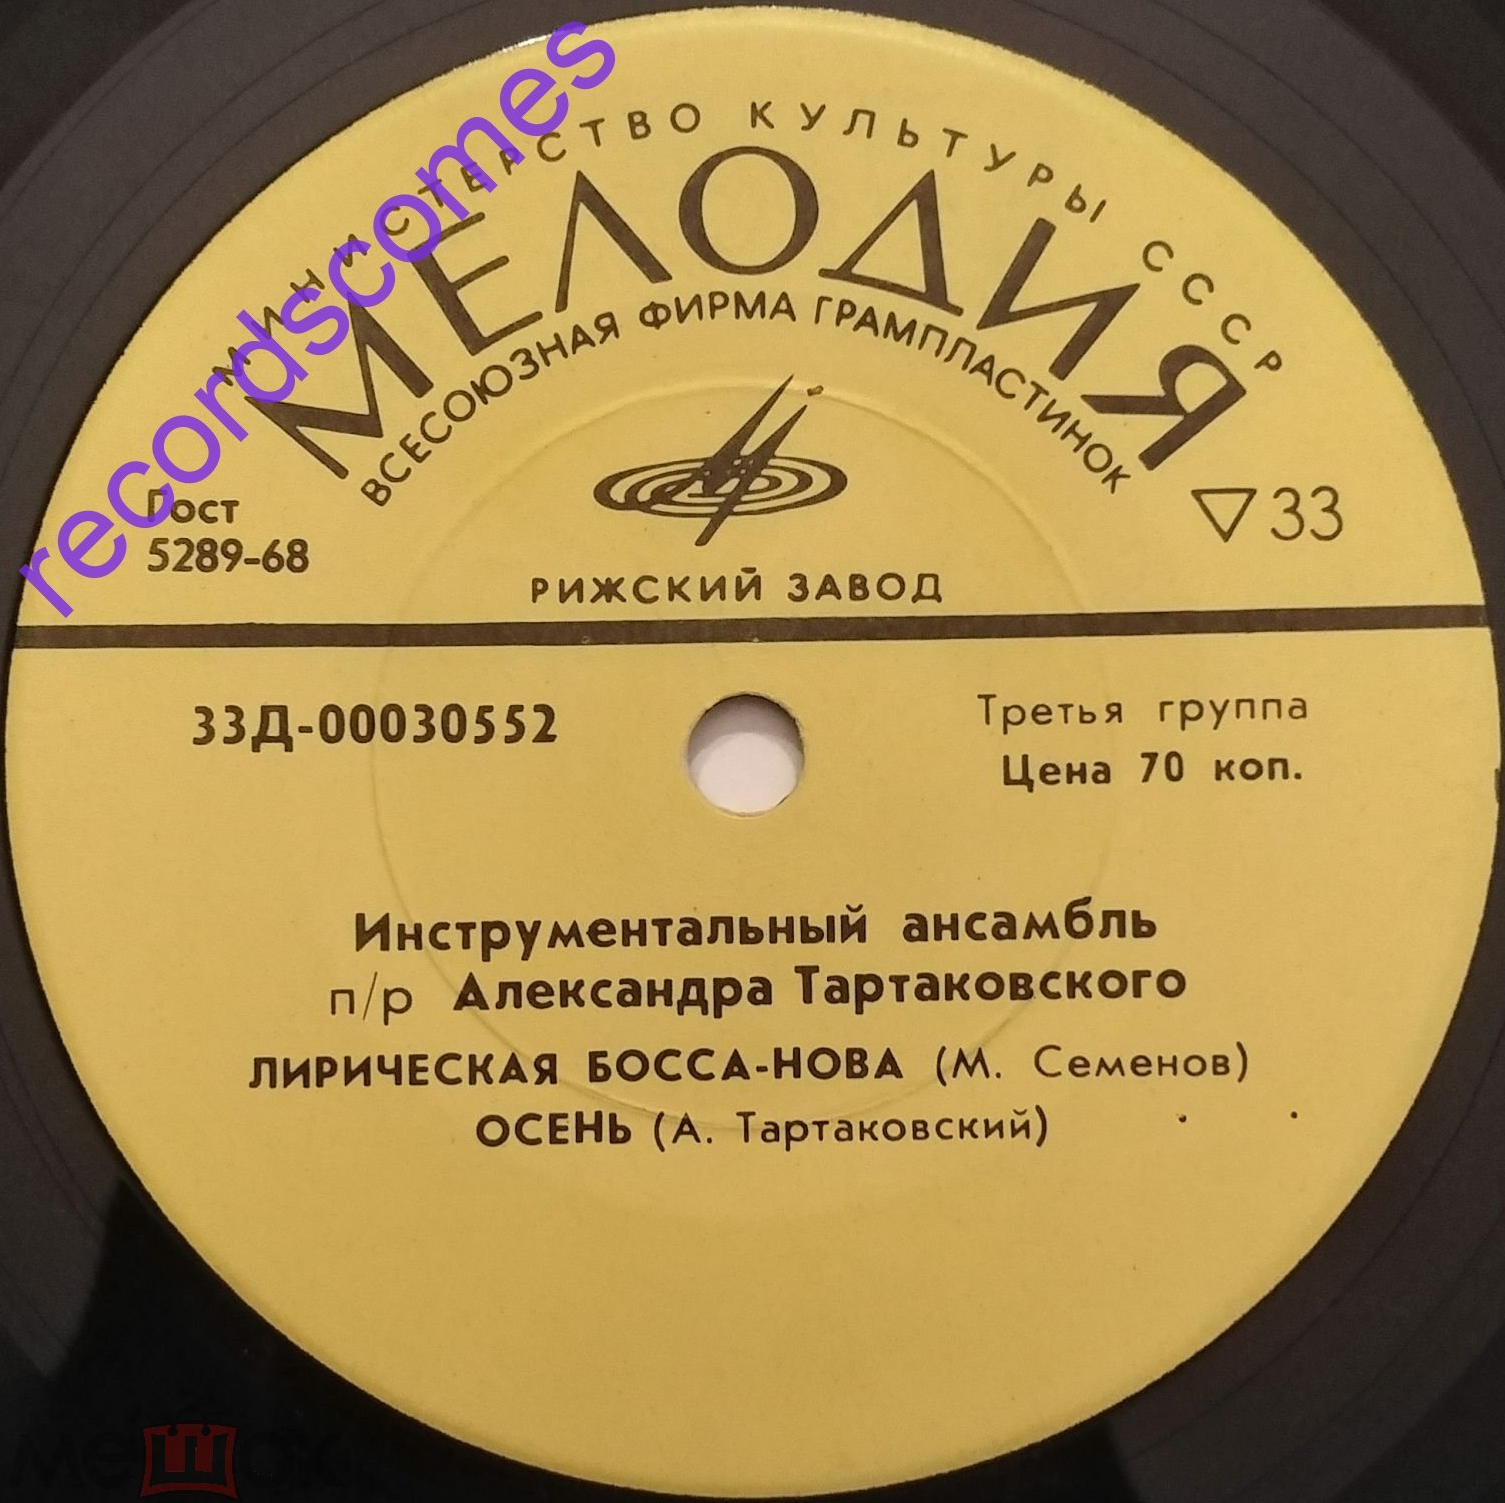 МИНИСТЕРСТВО КУЛЬТУРЫ СССР
МЕЛОДИЯ
ВСЕСОЮЗНАЯ ФИРМА ГРАМПЛАСТИНОК
recordscomes
Гост
5289-68
33
РИЖСКИЙ ЗАВОД
33Д-00030552
Третья группа
Цена 70 коп.
Инструментальный ансамбль
п/р Александра Тартаковского
ЛИРИЧЕСКАЯ БОССА-НОВА (М. Семенов)
ОСЕНЬ (А. Тартаковский)
мешок